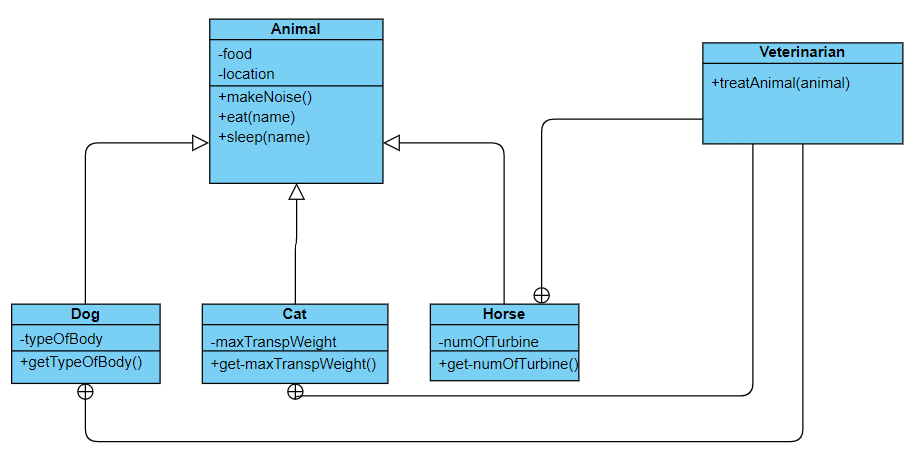 Animal
-food
-location
+makeNoise()
+eat(name)
+sleep(name)
Veterinarian
+treatAnimal(animal)
Dog
-typeOfBody
+getTypeOfBody()
Cat
-maxTranspWeight
+get-maxTranspWeight()
Horse
-numOfTurbine
+get-numOfTurbine()